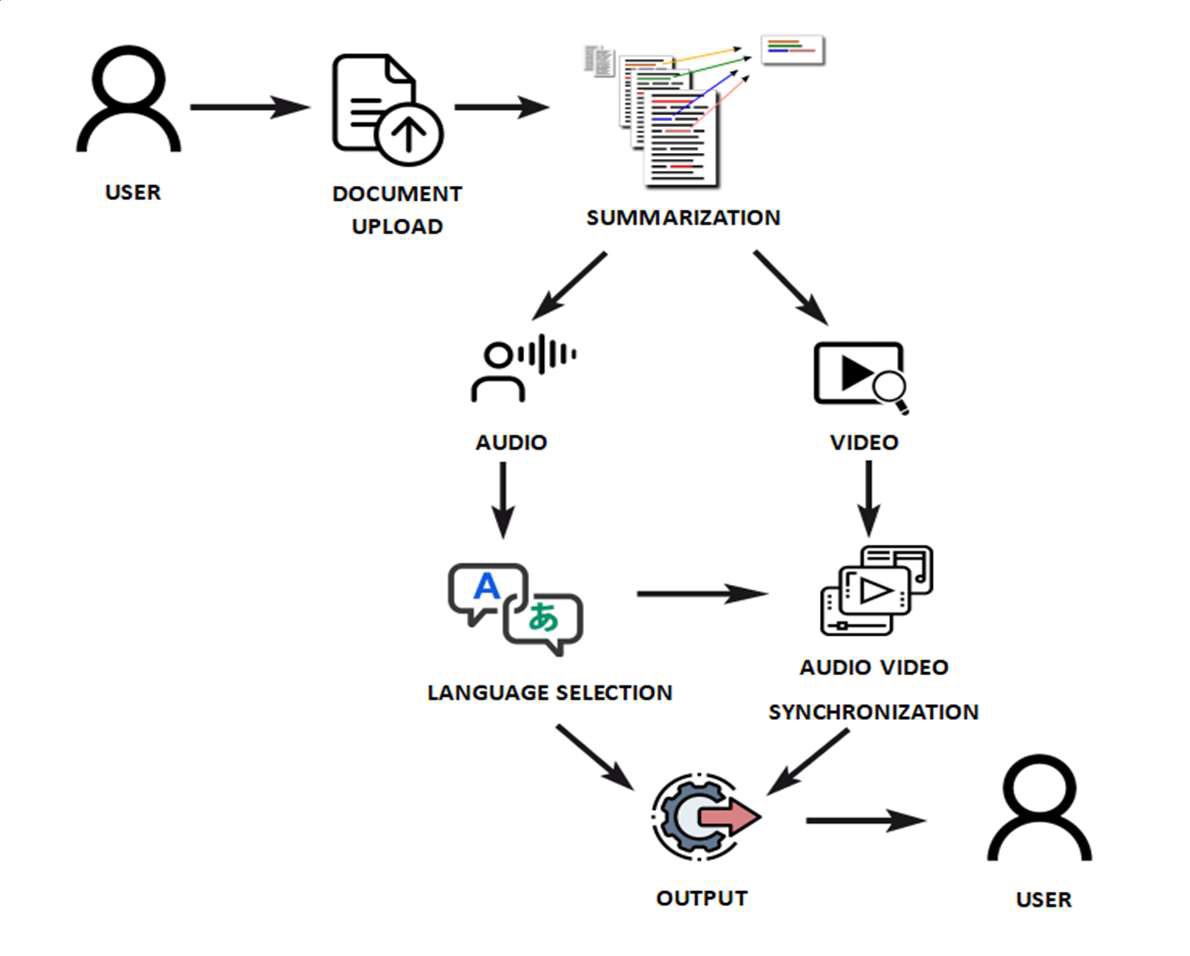 USER
DOCUMENT
UPLOAD
SUMMARIZATION
AUDIO
VIDEO
A
あ
LANGUAGE SELECTION
AUDIO VIDEO
SYNCHRONIZATION
OUTPUT
USER